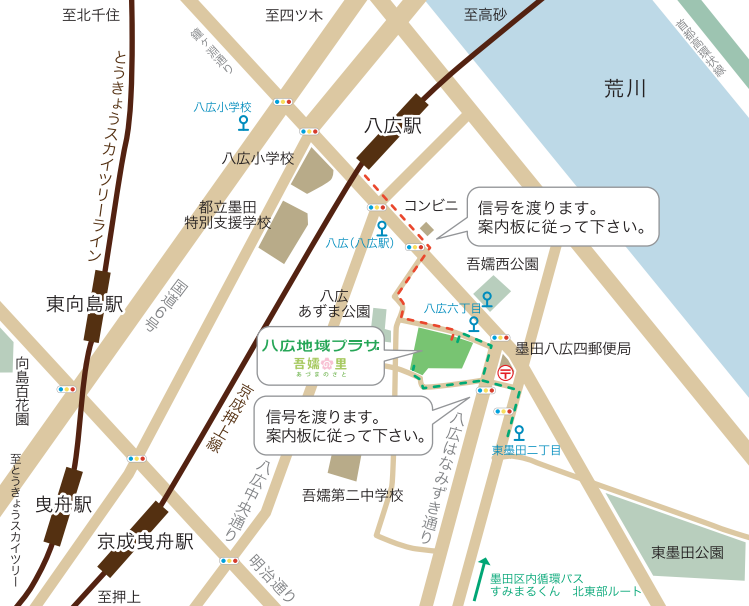 至北千住
至四ツ木
至高砂
鐘ヶ淵通り
首都高環状線
荒川
とうきょうスカイツリーライン
八広小学校
八広駅
八広小学校
都立墨田
特別支援学校
コンビニ
信号を渡ります。
案内板に従って下さい。
八広(八広駅)
吾嬬西公園
国道6号
東向島駅
八広
あずま公園
八広六丁目
八広地域プラザ
吾嬬の里
あづまのさと
墨田八広四郵便局
向島百花園
京成押上線
信号を渡ります。
案内板に従って下さい。
八広はなみずき通り
東墨田二丁目
至とうきょうスカイツリー
曳舟駅
八広中央通り
吾嬬第二中学校
京成曳舟駅
明治通り
東墨田公園
至押上
墨田区内循環バス
すみまるくん 北東部ルート